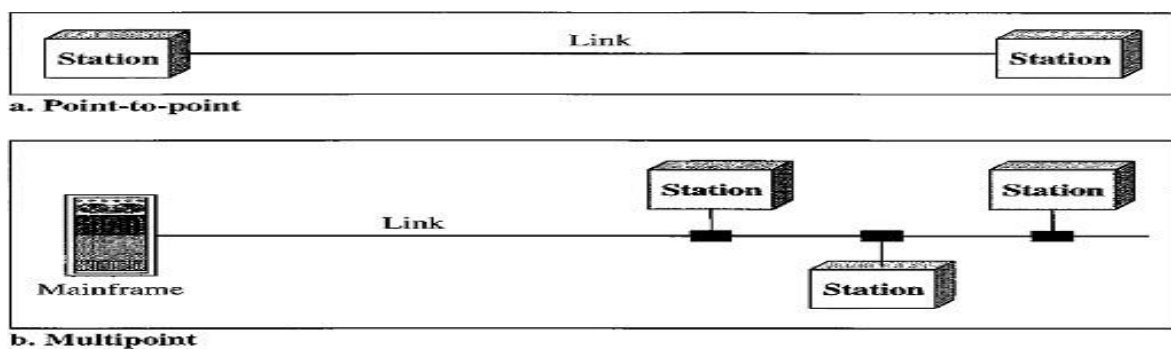 Link
Station Station
a. Point-to-point
Station Station
Link
Mainframe Station
b. Multipoint